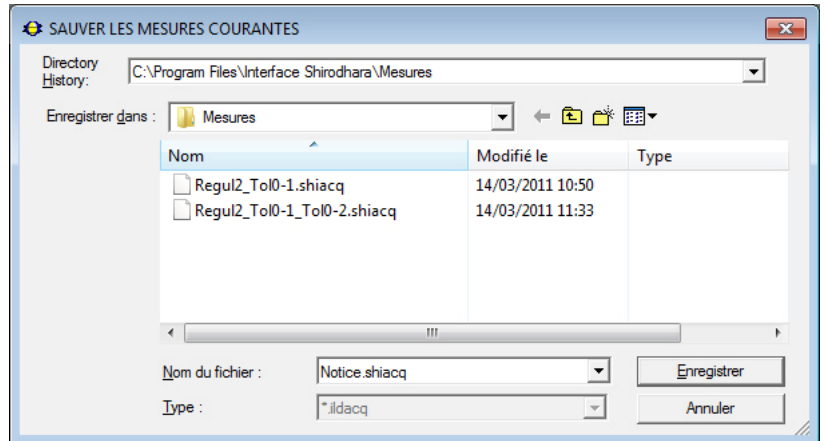 SAUVER LES MESURES COURANTES
Directory History: C:\Program Files\Interface Shirodhara\Mesures
Enregistrer dans : Mesures
Nom Modifié le Type
Regul2_Tol0-1.shiacq 14/03/2011 10:50
Regul2_Tol0-1_Tol0-2.shiacq 14/03/2011 11:33
Nom du fichier : Notice.shiacq Enregistrer
Type : *.ildacq Annuler